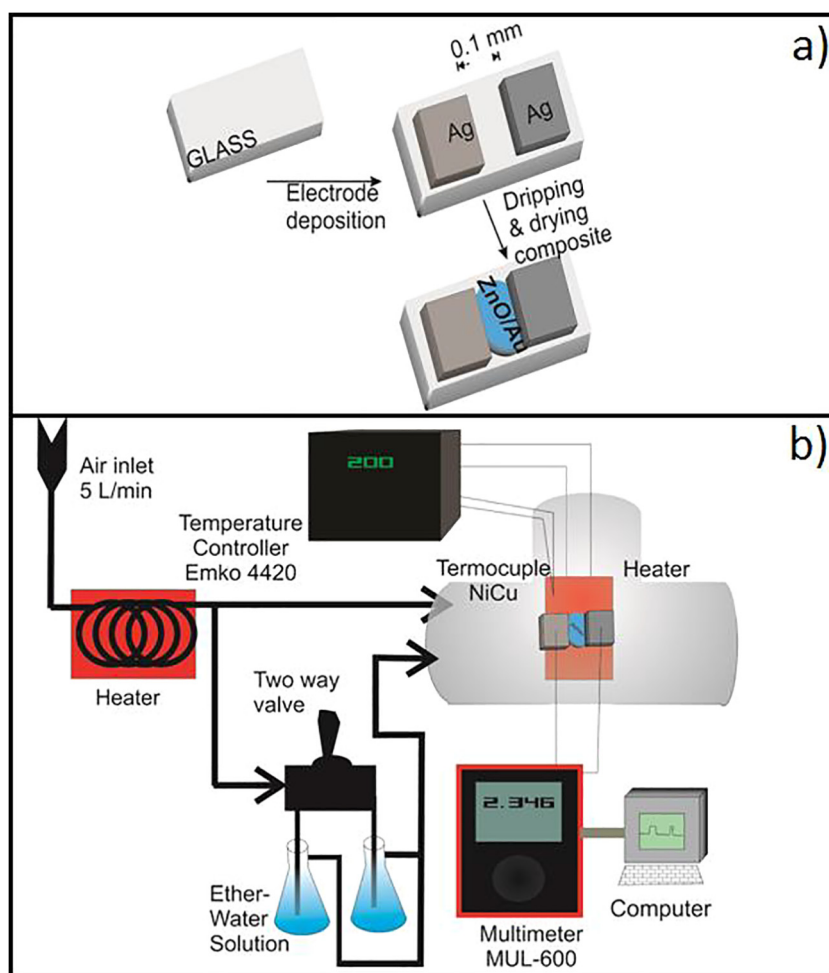 a)
0.1 mm
GLASS
Ag
Ag
Electrode
deposition
Dripping
& drying
composite
ZnO/Au
b)
Air inlet
5 L/min
200
Temperature
Controller
Emko 4420
Termocuple
NiCu
Heater
Heater
Two way
valve
2.346
Ether-
Water
Solution
Multimeter
MUL-600
Computer